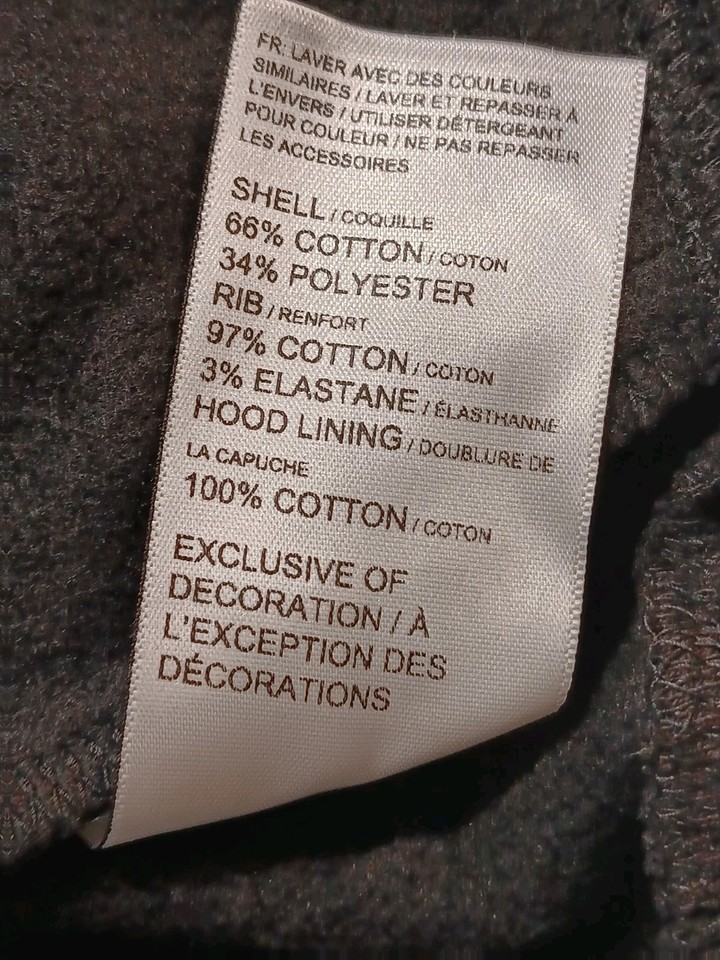 FR: LAVER AVEC DES COULEURS
SIMILAIRES / LAVER ET REPASSER À
L'ENVERS / UTILISER DÉTERGEANT
POUR COULEUR / NE PAS REPASSER
LES ACCESSOIRES
SHELL / COQUILLE
66% COTTON / COTON
34% POLYESTER
RIB / RENFORT
97% COTTON / COTON
3% ELASTANE / ÉLASTHANNE
HOOD LINING / DOUBLURE DE
LA CAPUCHE
100% COTTON / COTON
EXCLUSIVE OF
DECORATION / À
L'EXCEPTION DES
DÉCORATIONS